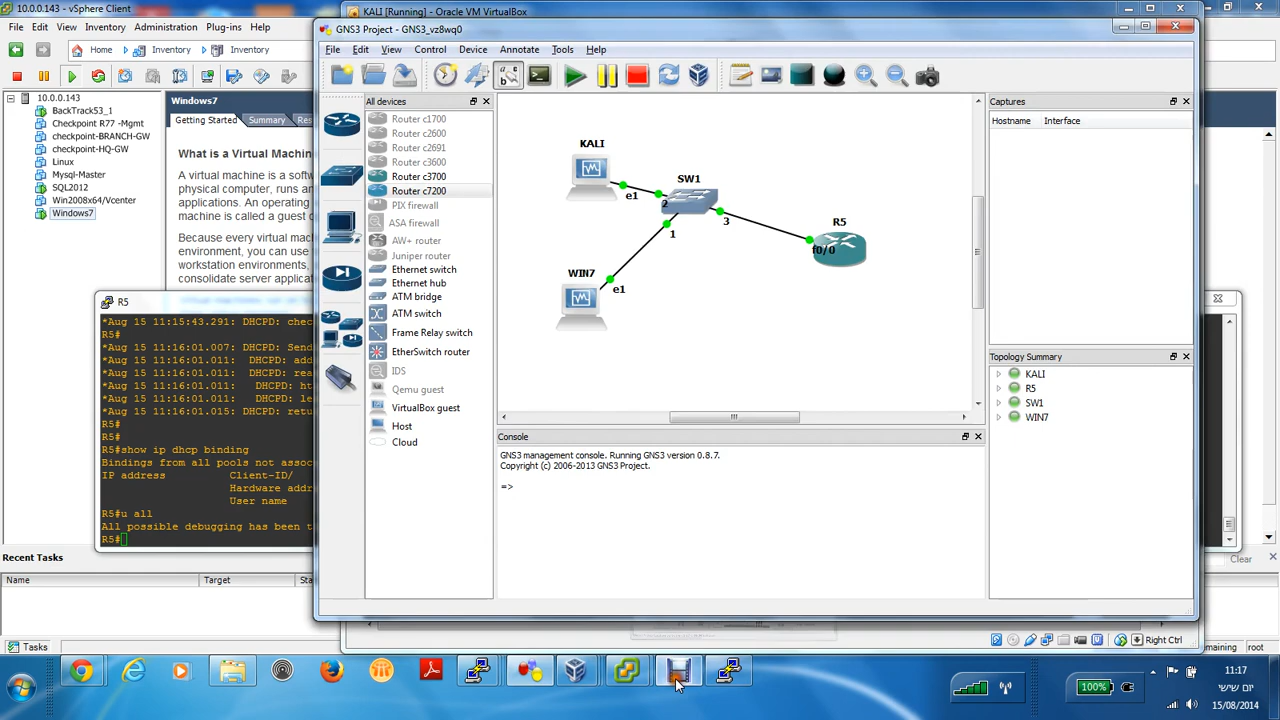 10.0.0.143 - vSphere Client
File Edit View Inventory Administration Plug-ins Help
Home Inventory Inventory
10.0.0.143
BackTrack53_1
Checkpoint R77 -Mgmt
checkpoint-BRANCH-GW
checkpoint-HQ-GW
Linux
Mysql-Master
SQL2012
Win2008x64/Vcenter
Windows7
Windows7
Getting Started Summary
What is a Virtual Machin
A virtual machine is a softw
physical computer, runs an
applications. An operating
machine is called a guest o
Because every virtual mach
environment, you can use
workstation environments,
consolidate server applicat
R5
*Aug 15 11:15:43.291: DHCPD: chec
R5#
*Aug 15 11:16:01.007: DHCPD: Send
*Aug 15 11:16:01.011: DHCPD: add
*Aug 15 11:16:01.011: DHCPD: rea
*Aug 15 11:16:01.011: DHCPD: ht
*Aug 15 11:16:01.011: DHCPD: le
*Aug 15 11:16:01.015: DHCPD: retu
R5#
R5#
R5#show ip dhcp binding
Bindings from all pools not assoc
IP address Client-ID/
Hardware addr
User name
R5#u all
All possible debugging has been t
R5#
Recent Tasks
Name Target Sta
Tasks
KALI [Running] - Oracle VM VirtualBox
GNS3 Project - GNS3_vz8wq0
File Edit View Control Device Annotate Tools Help
All devices
Router c1700
Router c2600
Router c2691
Router c3600
Router c3700
Router c7200
PIX firewall
ASA firewall
AW+ router
Juniper router
Ethernet switch
Ethernet hub
ATM bridge
ATM switch
Frame Relay switch
EtherSwitch router
IDS
Qemu guest
VirtualBox guest
Host
Cloud
KALI
e1
SW1
2
1
3
R5
f0/0
WIN7
e1
Console
GNS3 management console. Running GNS3 version 0.8.7.
Copyright (c) 2006-2013 GNS3 Project.
=>
Captures
Hostname Interface
Topology Summary
KALI
R5
SW1
WIN7
Clear
Right Ctrl
maining root
100%
11:17
יום שישי
15/08/2014